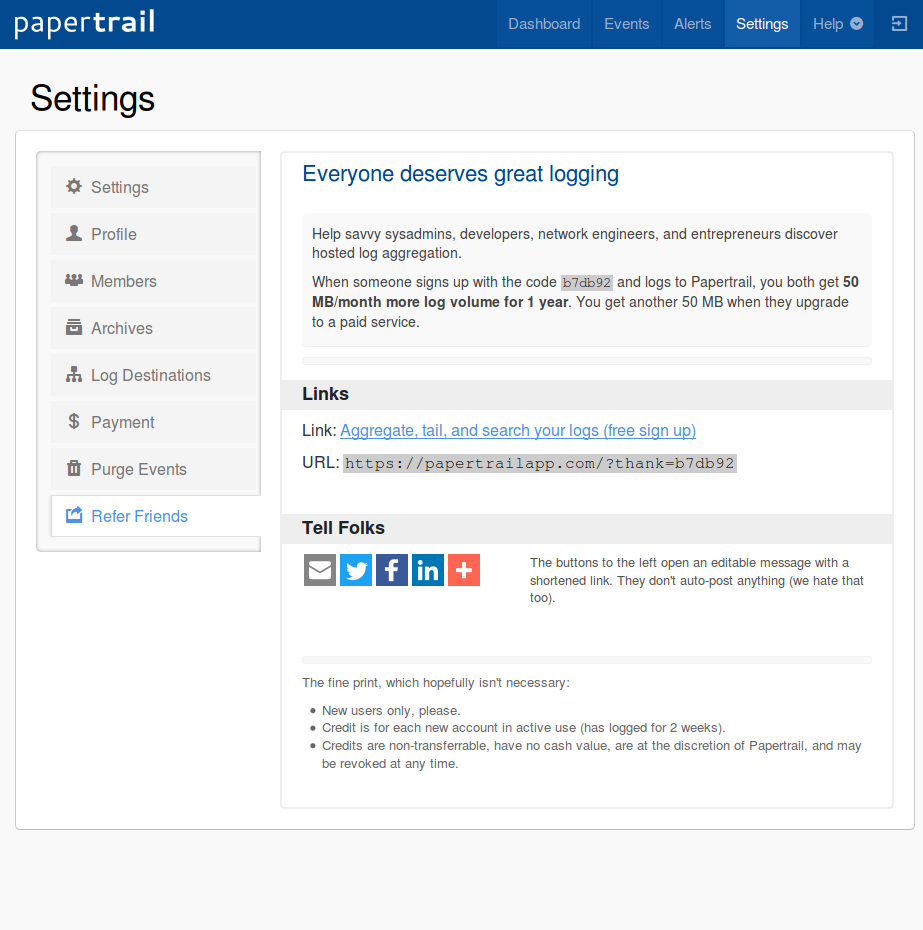 papertrail
Dashboard
Events
Alerts
Settings
Help
Settings
Settings
Profile
Members
Archives
Log Destinations
$ Payment
Purge Events
Refer Friends
Everyone deserves great logging
Help savvy sysadmins, developers, network engineers, and entrepreneurs discover
hosted log aggregation.
When someone signs up with the code b7db92 and logs to Papertrail, you both get 50
MB/month more log volume for 1 year. You get another 50 MB when they upgrade
to a paid service.
Links
Link: Aggregate, tail, and search your logs (free sign up)
URL: https://papertrailapp.com/?thank=b7db92
Tell Folks
The buttons to the left open an editable message with a
shortened link. They don't auto-post anything (we hate that
too).
The fine print, which hopefully isn't necessary:
• New users only, please.
• Credit is for each new account in active use (has logged for 2 weeks).
• Credits are non-transferrable, have no cash value, are at the discretion of Papertrail, and may
be revoked at any time.